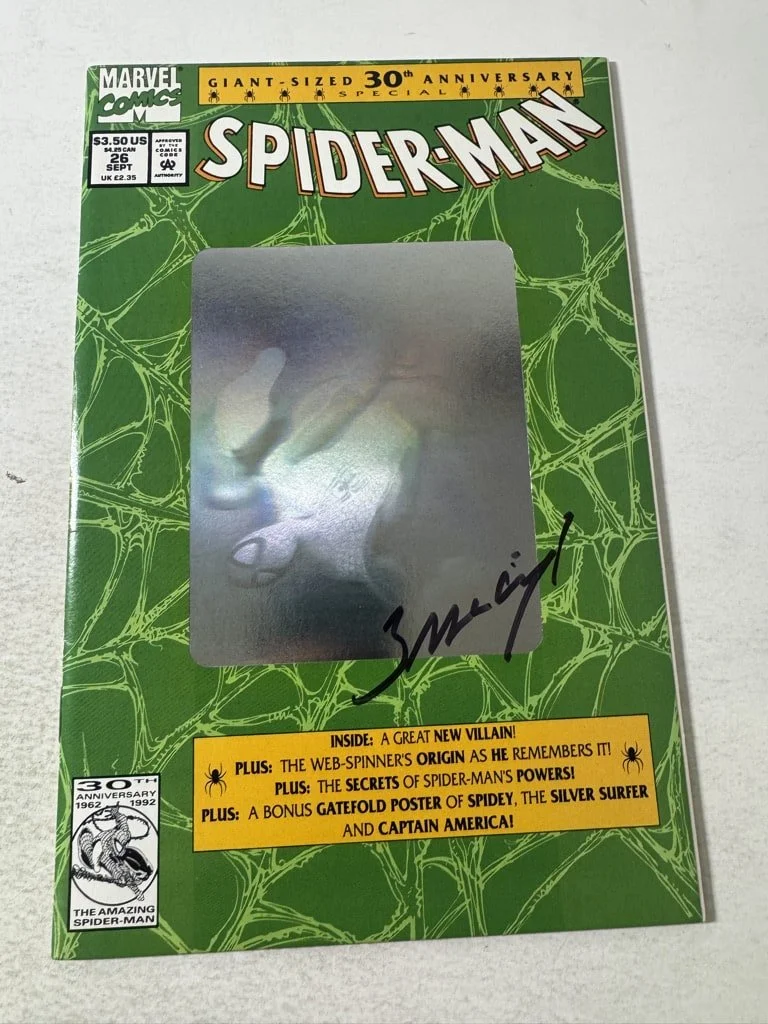 MARVEL
COMICS
GIANT-SIZED 30th ANNIVERSARY
SPECIAL
$3.50 US
$4.25 CAN
26
SEPT
UK £2.35
APPROVED
BY THE
COMICS
CODE
A
AUTHORITY
SPIDER-MAN
INSIDE: A GREAT NEW VILLAIN!
PLUS: THE WEB-SPINNER'S ORIGIN AS HE REMEMBERS IT!
PLUS: THE SECRETS OF SPIDER-MAN'S POWERS!
PLUS: A BONUS GATEFOLD POSTER OF SPIDEY, THE SILVER SURFER
AND CAPTAIN AMERICA!
30TH
ANNIVERSARY
1962 1992
THE AMAZING
SPIDER-MAN